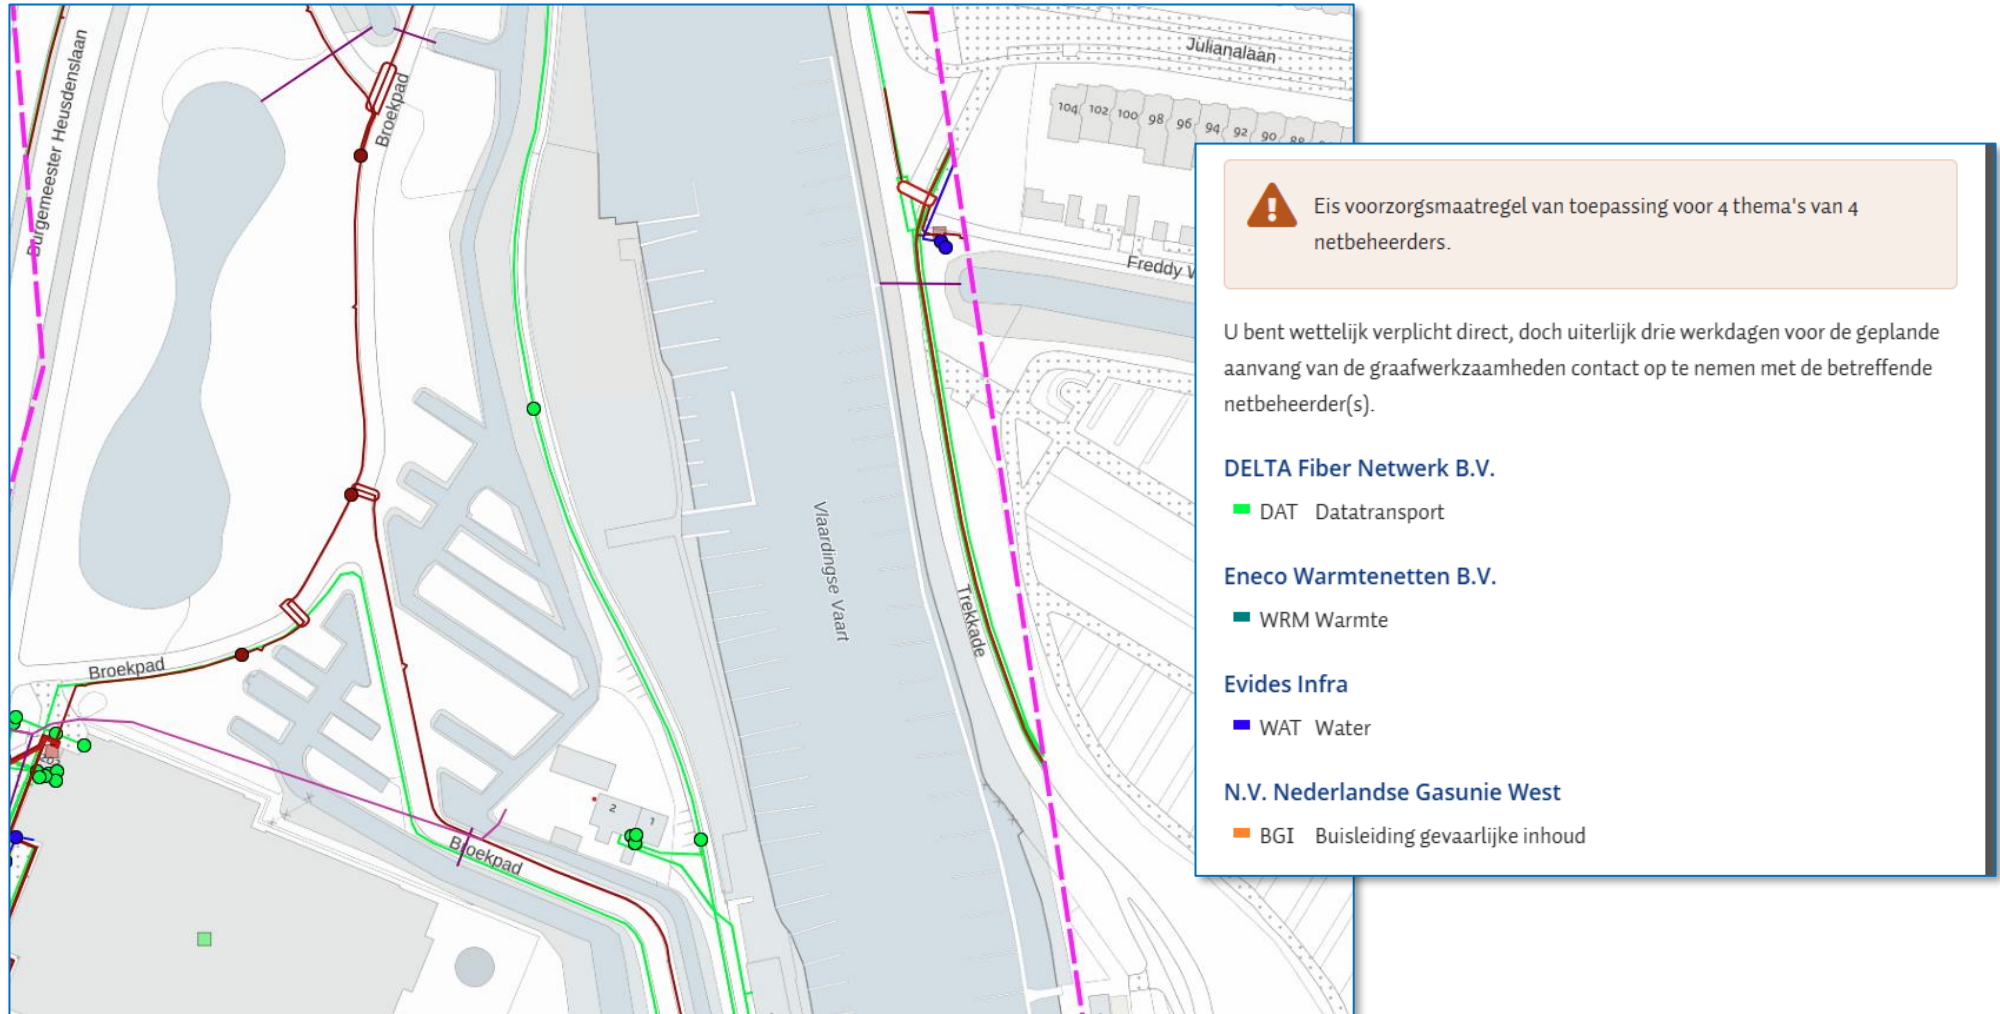 Burgemeester Heusdenslaan
Broekpad
Julianalaan
104 102 100 98 96 94 92 90 88
Freddy
Vlaardingse Vaart
Trekkade
Broekpad
2 1
Broekpad
Eis voorzorgsmaatregel van toepassing voor 4 thema's van 4
netbeheerders.
U bent wettelijk verplicht direct, doch uiterlijk drie werkdagen voor de geplande
aanvang van de graafwerkzaamheden contact op te nemen met de betreffende
netbeheerder(s).
DELTA Fiber Netwerk B.V.
DAT Datatransport
Eneco Warmtenetten B.V.
WRM Warmte
Evides Infra
WAT Water
N.V. Nederlandse Gasunie West
BGI Buisleiding gevaarlijke inhoud